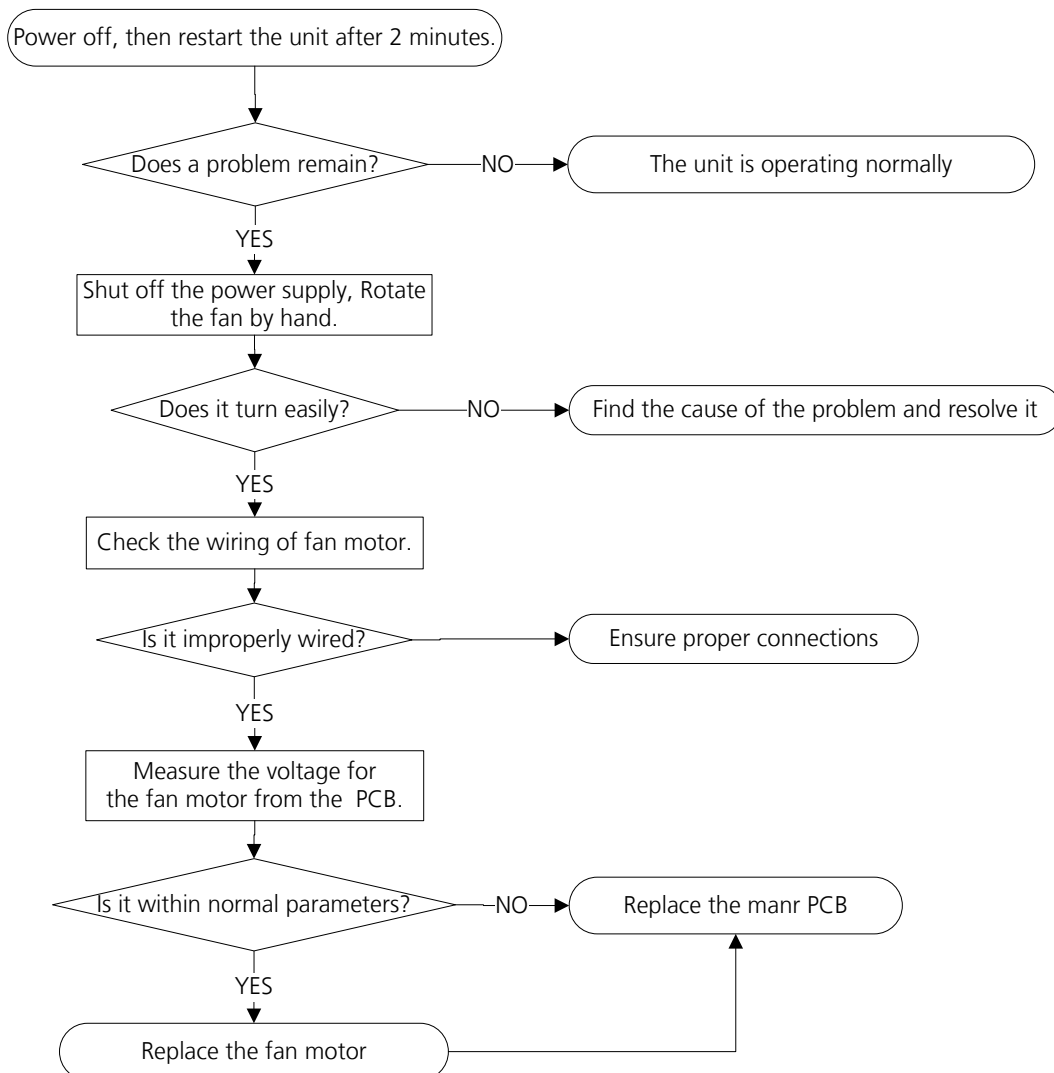 Power off, then restart the unit after 2 minutes.
Does a problem remain?
NO
The unit is operating normally
YES
Shut off the power supply, Rotate
the fan by hand.
Does it turn easily?
NO
Find the cause of the problem and resolve it
YES
Check the wiring of fan motor.
Is it improperly wired?
Ensure proper connections
YES
Measure the voltage for
the fan motor from the PCB.
Is it within normal parameters?
NO
Replace the manr PCB
YES
Replace the fan motor